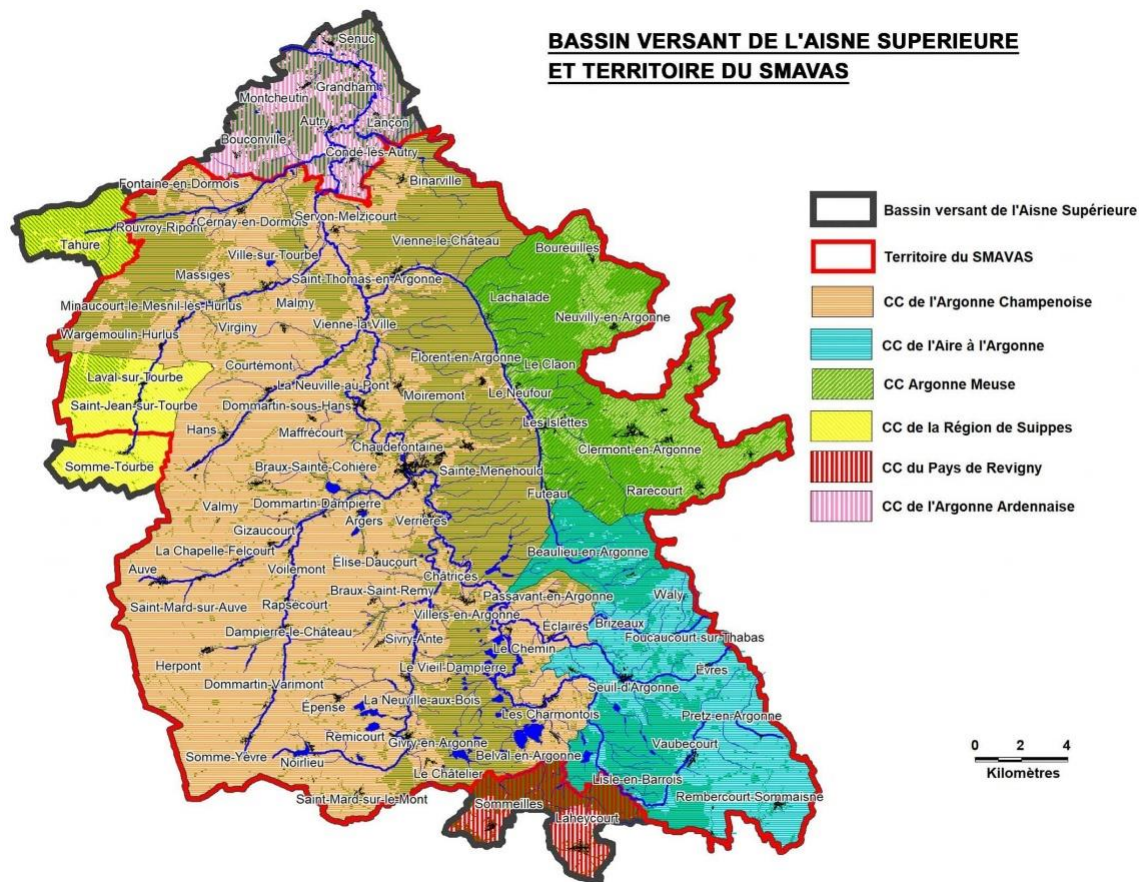 BASSIN VERSANT DE L'AISNE SUPERIEURE
ET TERRITOIRE DU SMAVAS
Senuc
Grandham
Montcheutin
Autry
Lançon
Bouconville
Condé-lès-Autry
Binarville
Fontaine-en-Dormois
Servon-Melzicourt
Cernay-en-Dormois
Rouvroy-Ripont
Tahure
Vienne-le-Château
Ville-sur-Tourbe
Boureuilles
Massiges
Saint-Thomas-en-Argonne
Lachalade
Malmy
Minaucourt-le-Mesnil-lès-Hurlus
Neuvilly-en-Argonne
Virginy
Vienne-la-Ville
Wargemoulin-Hurlus
Florent-en-Argonne
Le Claon
Courtémont
Laval-sur-Tourbe
La Neuville-au-Pont
Moiremont
Le Neufour
Saint-Jean-sur-Tourbe
Dommartin-sous-Hans
Hans
Maffrécourt
Les Islettes
Chaudefontaine
Clermont-en-Argonne
Somme-Tourbe
Braux-Sainte-Cohière
Sainte-Menehould
Futeau
Rarécourt
Valmy
Dommartin-Dampierre
Argers
Verrières
Gizaucourt
La Chapelle-Felcourt
Beaulieu-en-Argonne
Auve
Voilemont
Élise-Daucourt
Châtrices
Braux-Saint-Remy
Passavant-en-Argonne
Waly
Saint-Mard-sur-Auve
Rapsécourt
Villers-en-Argonne
Éclaires
Brizeaux
Dampierre-le-Château
Sivry-Ante
Le Chemin
Foucaucourt-sur-Thabas
Herpont
Le Vieil-Dampierre
Èvres
Dommartin-Varimont
Seuil-d'Argonne
La Neuville-aux-Bois
Épense
Les Charmontois
Pretz-en-Argonne
Remicourt
Givry-en-Argonne
Vaubecourt
Somme-Yèvre
Noirlieu
Belval-en-Argonne
Le Châtelier
Lisle-en-Barrois
Saint-Mard-sur-le-Mont
Sommeilles
Rembercourt-Sommaisne
Laheycourt
Bassin versant de l'Aisne Supérieure
Territoire du SMAVAS
CC de l'Argonne Champenoise
CC de l'Aire à l'Argonne
CC Argonne Meuse
CC de la Région de Suippes
CC du Pays de Revigny
CC de l'Argonne Ardennaise
0 2 4
Kilomètres